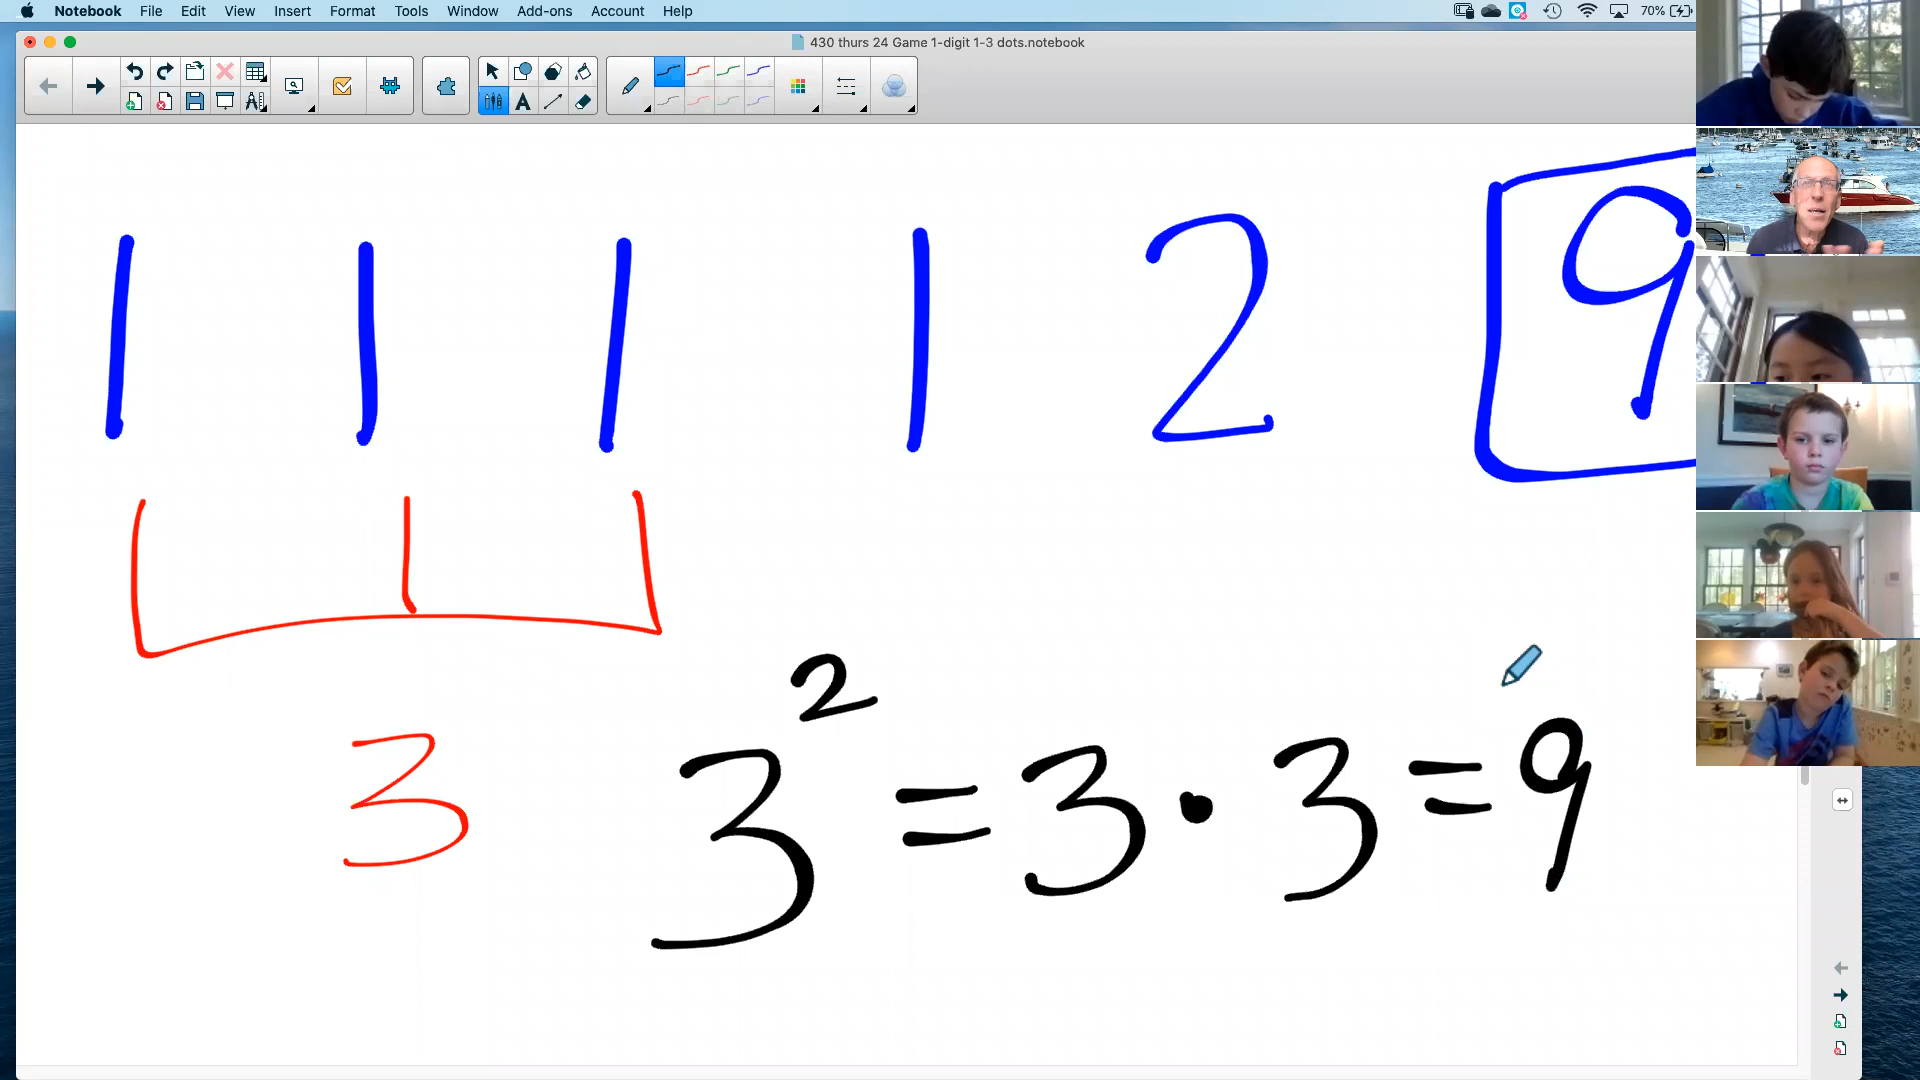 Notebook File Edit View Insert Format Tools Window Add-ons Account Help 70%
430 thurs 24 Game 1-digit 1-3 dots.notebook
A
1 1 1 1 2 9
3
3² = 3 · 3 = 9